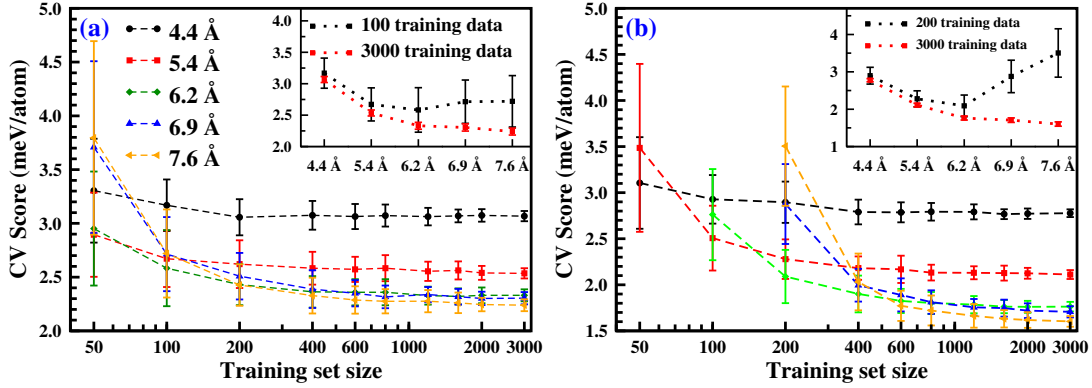 (a)
4.4 Å
5.4 Å
6.2 Å
6.9 Å
7.6 Å
CV Score (meV/atom)
5.0
4.5
4.0
3.5
3.0
2.5
2.0
50 100 200 400 600 1000 2000 3000
Training set size
100 training data
3000 training data
4.0
3.5
3.0
2.5
2.0
4.4 Å 5.4 Å 6.2 Å 6.9 Å 7.6 Å
(b)
CV Score (meV/atom)
5.0
4.5
4.0
3.5
3.0
2.5
2.0
1.5
50 100 200 400 600 1000 2000 3000
Training set size
200 training data
3000 training data
5
4
3
2
1
4.4 Å 5.4 Å 6.2 Å 6.9 Å 7.6 Å